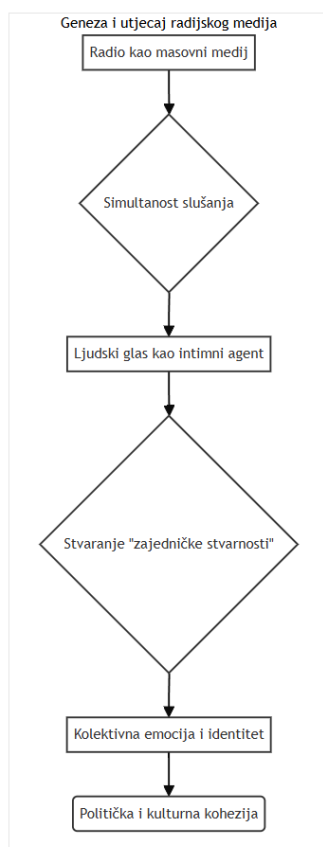 Geneza i utjecaj radijskog medija
Radio kao masovni medij
Simultanost slušanja
Ljudski glas kao intimni agent
Stvaranje "zajedničke stvarnosti"
Kolektivna emocija i identitet
Politička i kulturna kohezija